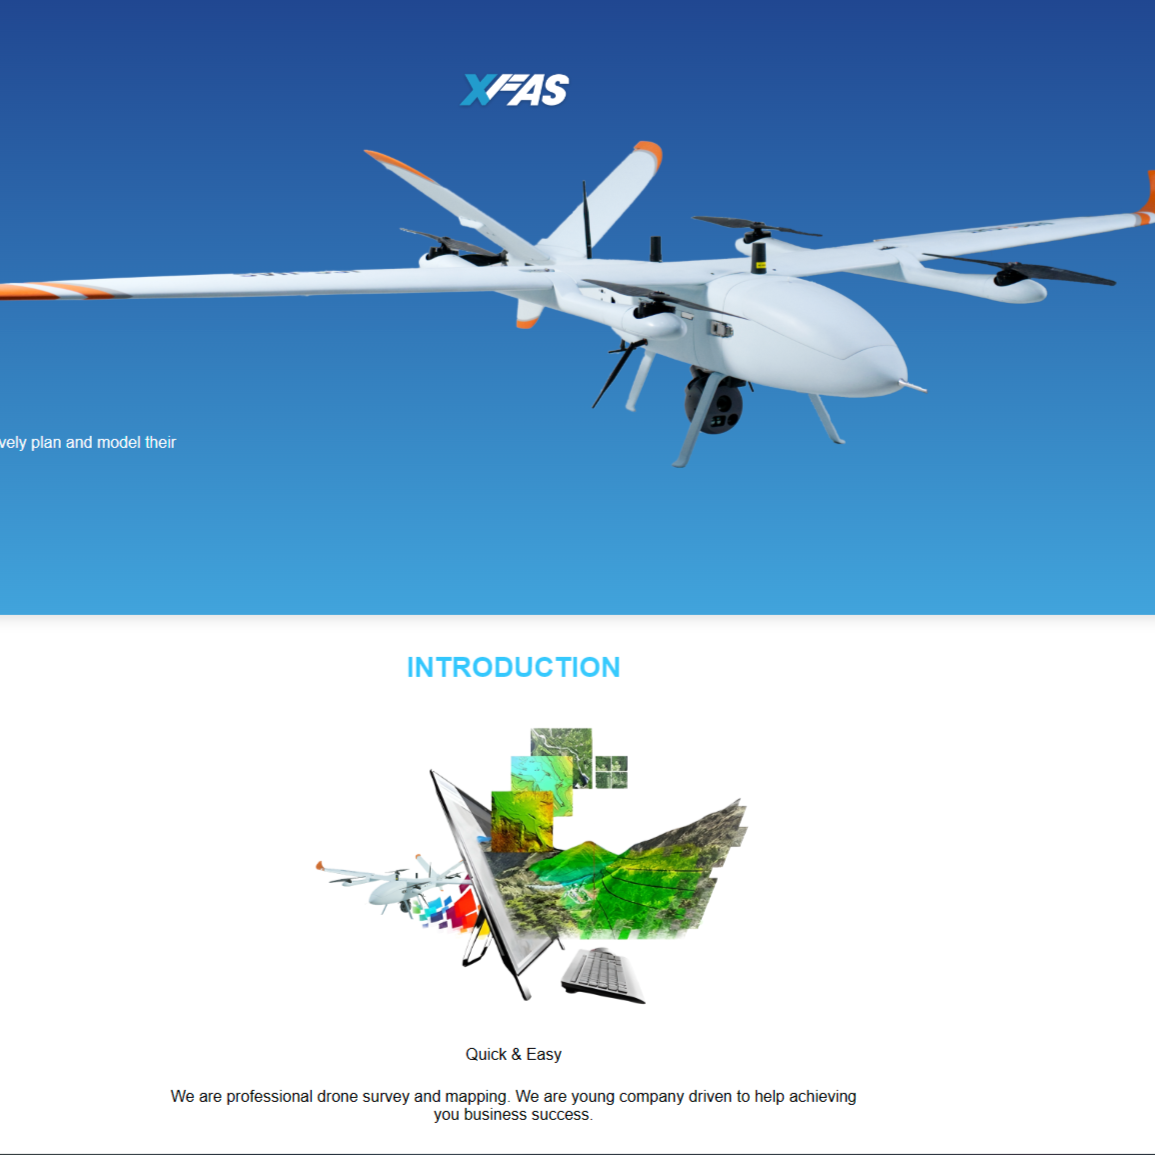 XFAS
vely plan and model their
INTRODUCTION
Quick & Easy
We are professional drone survey and mapping. We are young company driven to help achieving
you business success.